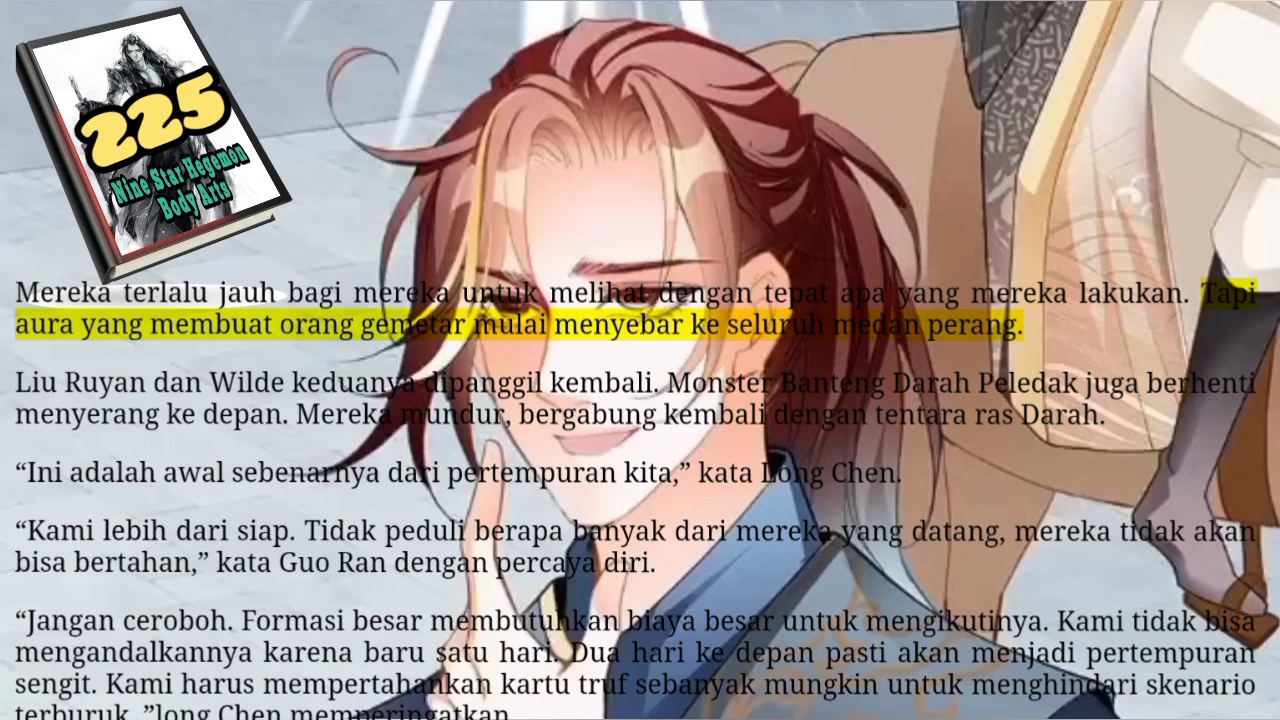 225
Nine Star Hegemon
Body Arts
Mereka terlalu jauh bagi mereka untuk melihat dengan tepat apa yang mereka lakukan. Tapi
aura yang membuat orang gemetar mulai menyebar ke seluruh medan perang.
Liu Ruyan dan Wilde keduanya dipanggil kembali. Monster Banteng Darah Peledak juga berhenti
menyerang ke depan. Mereka mundur, bergabung kembali dengan tentara ras Darah.
“Ini adalah awal sebenarnya dari pertempuran kita,” kata Long Chen.
“Kami lebih dari siap. Tidak peduli berapa banyak dari mereka yang datang, mereka tidak akan
bisa bertahan,” kata Guo Ran dengan percaya diri.
“Jangan ceroboh. Formasi besar membutuhkan biaya besar untuk mengikutinya. Kami tidak bisa
mengandalkannya karena baru satu hari. Dua hari ke depan pasti akan menjadi pertempuran
sengit. Kami harus mempertahankan kartu truf sebanyak mungkin untuk menghindari skenario
terburuk, ”long Chen memperingatkan